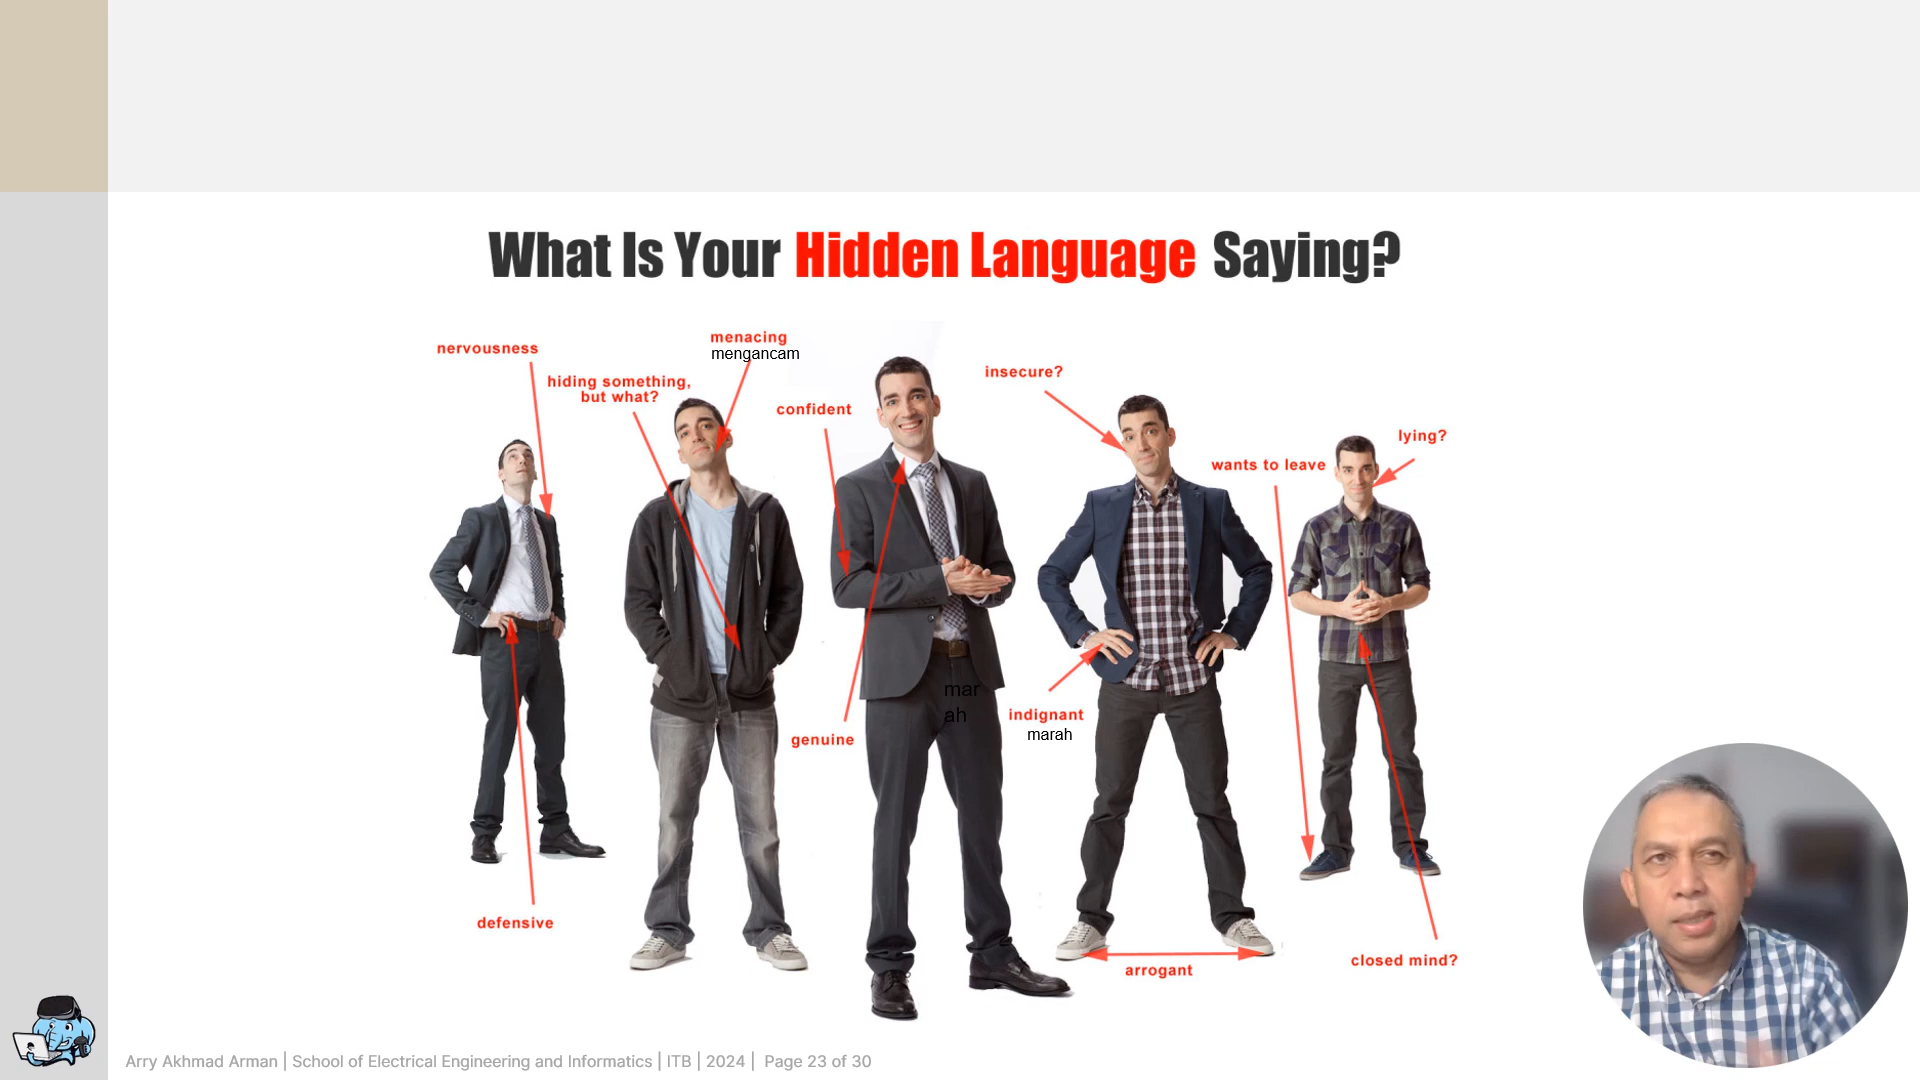 What Is Your Hidden Language Saying?
nervousness
hiding something,
but what?
menacing
mengancam
confident
insecure?
wants to leave
lying?
genuine
mar
ah
indignant
marah
defensive
arrogant
closed mind?
Arry Akhmad Arman | School of Electrical Engineering and Informatics | ITB | 2024 | Page 23 of 30